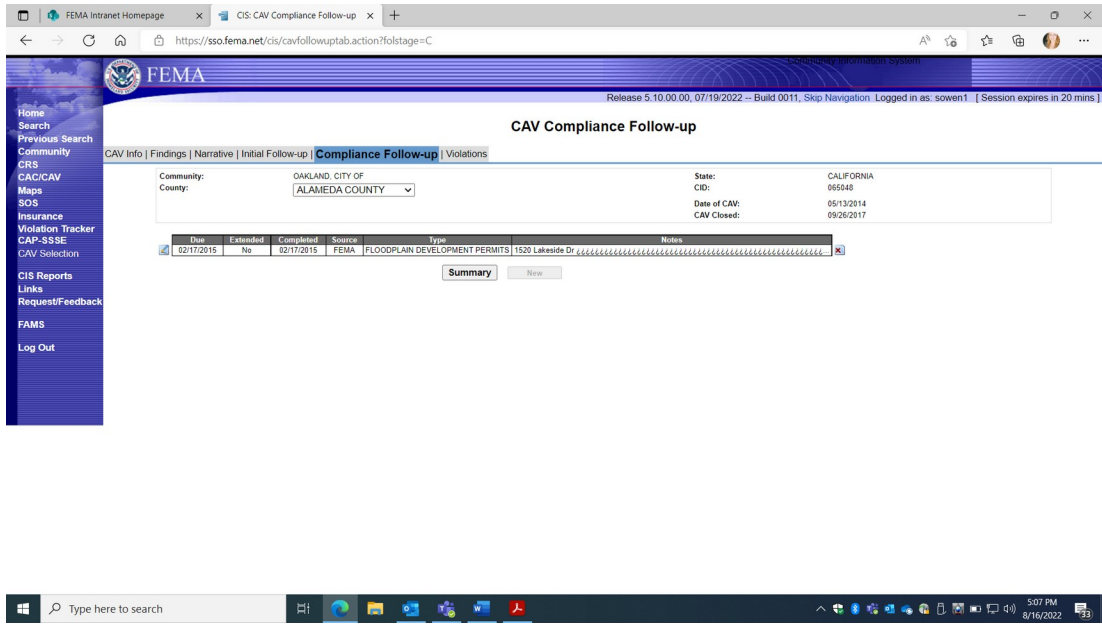 FEMA Intranet Homepage
CIS: CAV Compliance Follow-up
https://sso.fema.net/cis/cavfollowuptab.action?folstage=C
Community Information System
FEMA
Release 5.10.00.00, 07/19/2022 -- Build 0011, Skip Navigation Logged in as: sowen1 [ Session expires in 20 mins ]
Home
Search
Previous Search
Community
CRS
CAC/CAV
Maps
SOS
Insurance
Violation Tracker
CAP-SSSE
CAV Selection
CIS Reports
Links
Request/Feedback
FAMS
Log Out
CAV Compliance Follow-up
CAV Info | Findings | Narrative | Initial Follow-up | Compliance Follow-up | Violations
Community: OAKLAND, CITY OF State: CALIFORNIA
County: ALAMEDA COUNTY CID: 065048
Date of CAV: 05/13/2014
CAV Closed: 09/26/2017
Due Extended Completed Source Type Notes
02/17/2015 No 02/17/2015 FEMA FLOODPLAIN DEVELOPMENT PERMITS 1520 Lakeside Dr
Summary New
Type here to search
5:07 PM
8/16/2022
33